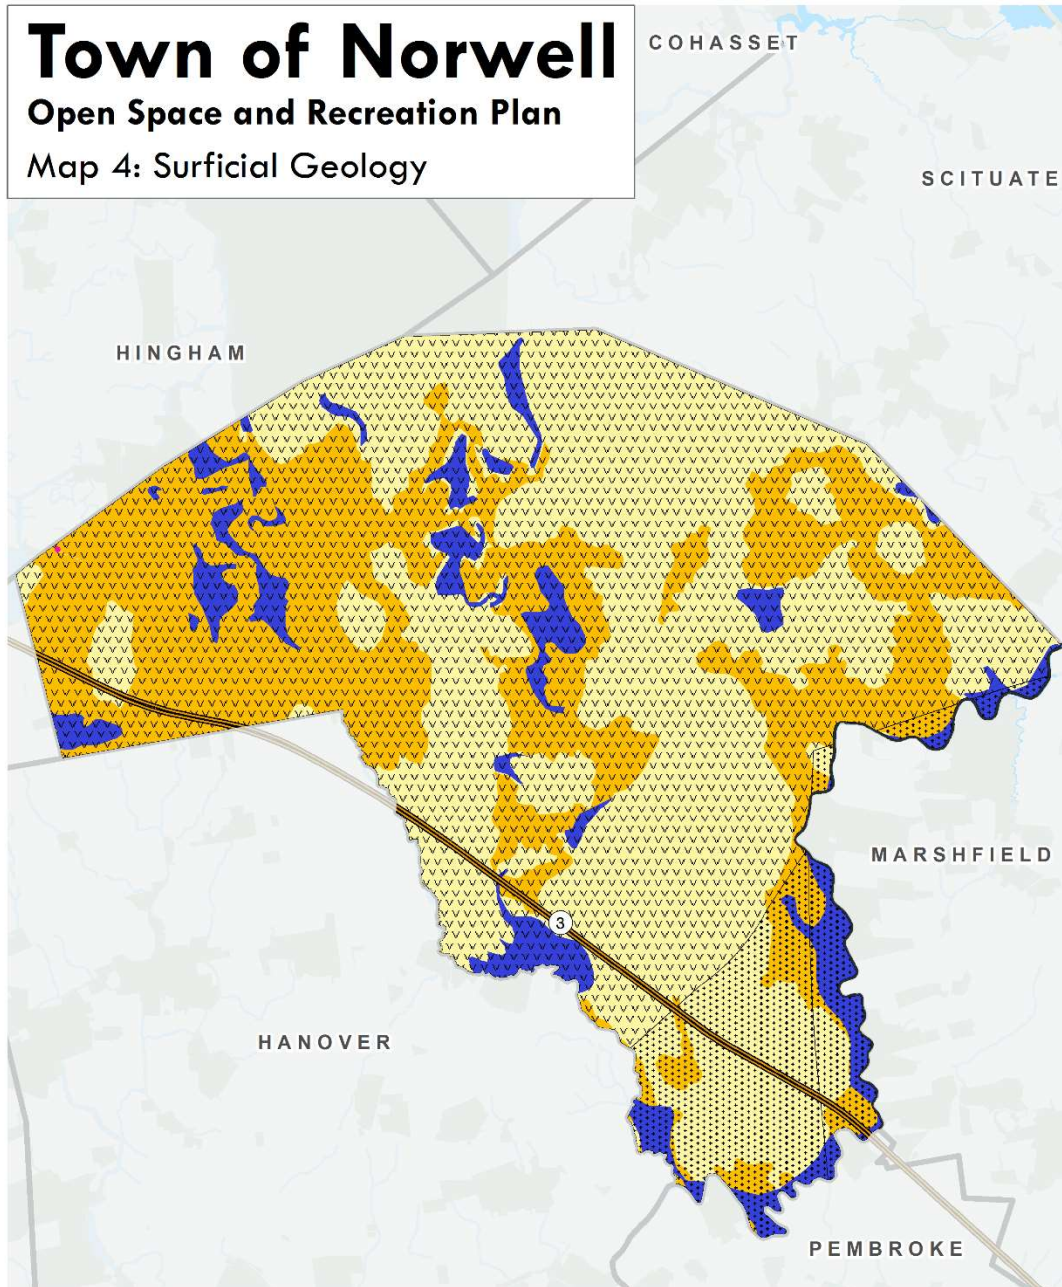 Town of Norwell
Open Space and Recreation Plan
Map 4: Surficial Geology
COHASSET
SCITUATE
HINGHAM
MARSHFIELD
3
HANOVER
PEMBROKE